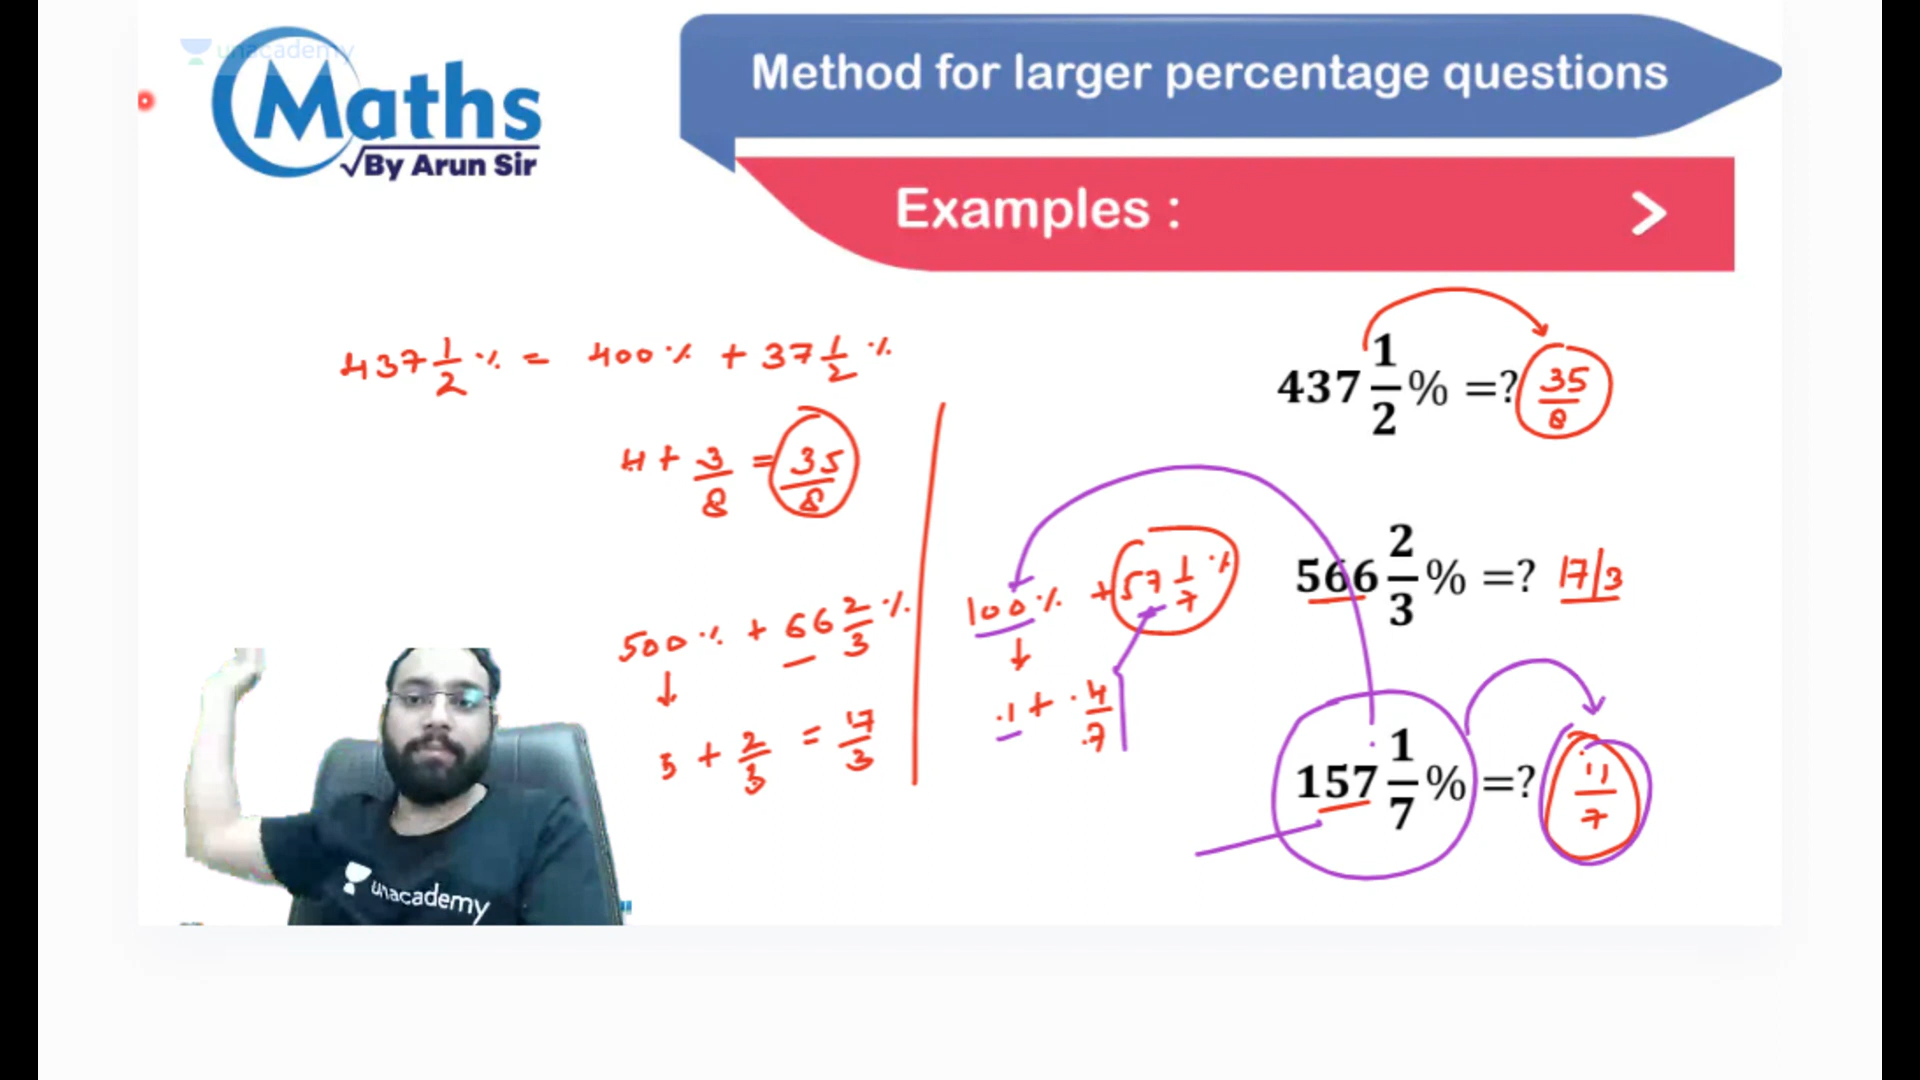 unacademy
Maths
√By Arun Sir
Method for larger percentage questions
Examples :
437 1/2 % = 400% + 37 1/2 %
4 + 3/8 = 35/8
500% + 66 2/3 %
5 + 2/3 = 17/3
100% + 57 1/7 %
1 + 4/7
437 1/2 % =? 35/8
566 2/3 % =? 17/3
157 1/7 % =? 11/7
unacademy